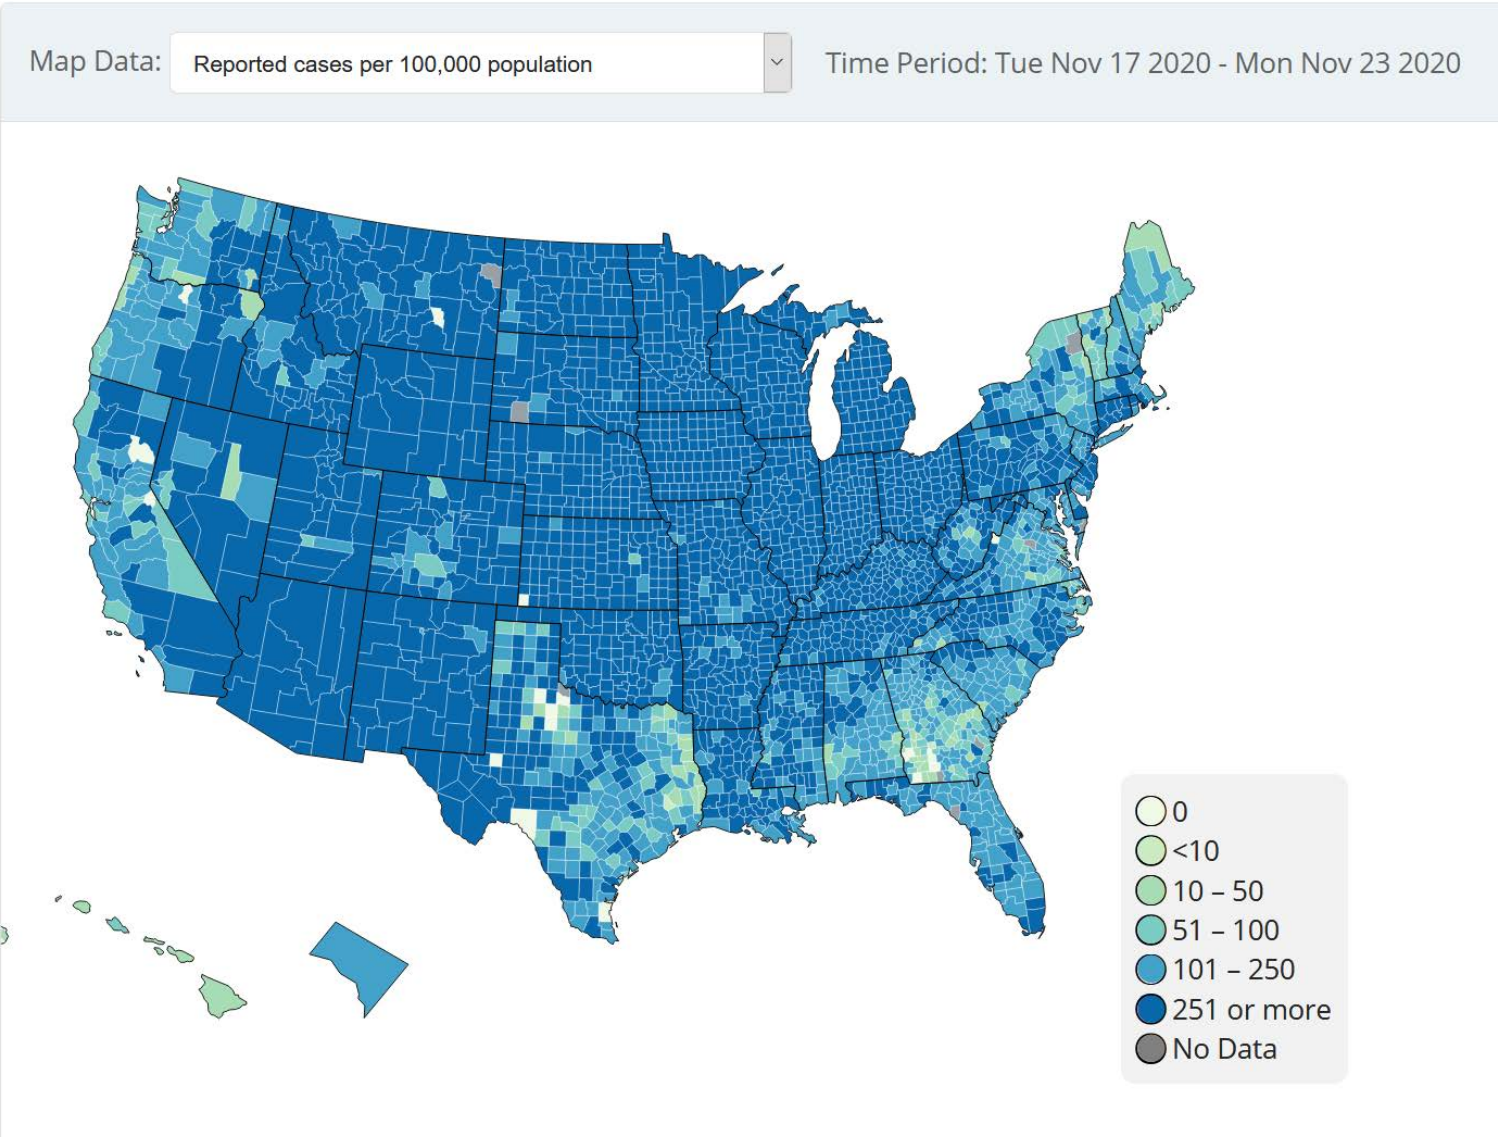 Map Data: Reported cases per 100,000 population Time Period: Tue Nov 17 2020 - Mon Nov 23 2020
0
<10
10 – 50
51 – 100
101 – 250
251 or more
No Data